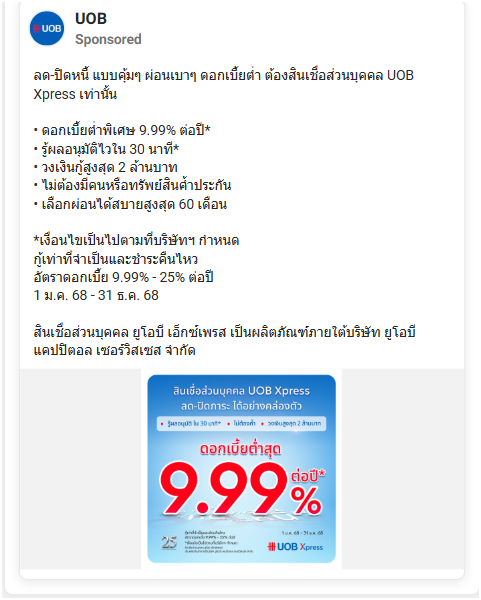 UOB
UOB
Sponsored
ลด-ปิดหนี้ แบบคุ้มๆ ผ่อนเบาๆ ดอกเบี้ยต่ำ ต้องสินเชื่อส่วนบุคคล UOB
Xpress เท่านั้น
• ดอกเบี้ยต่ำพิเศษ 9.99% ต่อปี*
• รู้ผลอนุมัติไวใน 30 นาที*
• วงเงินกู้สูงสุด 2 ล้านบาท
• ไม่ต้องมีคนหรือทรัพย์สินค้ำประกัน
• เลือกผ่อนได้สบายสูงสุด 60 เดือน
*เงื่อนไขเป็นไปตามที่บริษัทฯ กำหนด
กู้เท่าที่จำเป็นและชำระคืนไหว
อัตราดอกเบี้ย 9.99% - 25% ต่อปี
1 ม.ค. 68 - 31 ธ.ค. 68
สินเชื่อส่วนบุคคล ยูโอบี เอ็กซ์เพรส เป็นผลิตภัณฑ์ภายใต้บริษัท ยูโอบี
แคปปิตอล เซอร์วิสเซส จำกัด
สินเชื่อส่วนบุคคล UOB Xpress
ลด-ปิดภาระ ได้อย่างคล่องตัว
• รู้ผลอนุมัติ ใน 30 นาที* • ไม่ต้องค้ำ • วงเงินสูงสุด 2 ล้านบาท
ดอกเบี้ยต่ำสุด
9.99% ต่อปี*
25
1 ม.ค. 68 - 31 ธ.ค. 68
UOB Xpress